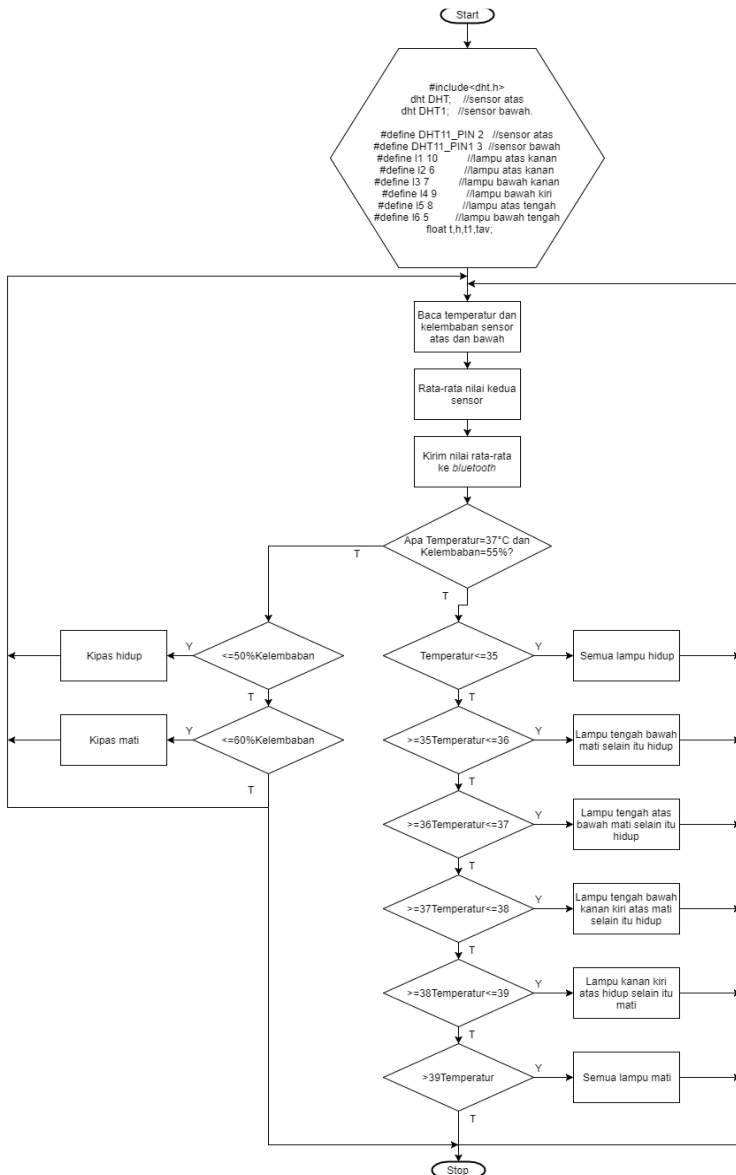 Start
#include<dht.h>
dht DHT; //sensor atas
dht DHT1; //sensor bawah.
#define DHT11_PIN 2 //sensor atas
#define DHT11_PIN1 3 //sensor bawah
#define l1 10 //lampu atas kanan
#define l2 6 //lampu atas kanan
#define l3 7 //lampu bawah kanan
#define l4 9 //lampu bawah kiri
#define l5 8 //lampu atas tengah
#define l6 5 //lampu bawah tengah
float t,h,t1,tav;
Baca temperatur dan
kelembaban sensor
atas dan bawah
Rata-rata nilai kedua
sensor
Kirim nilai rata-rata
ke bluetooth
Apa Temperatur=37°C dan
Kelembaban=55%?
T
T
Kipas hidup
Y
<=50%Kelembaban
T
Kipas mati
Y
<=60%Kelembaban
T
Temperatur<=35
Y
Semua lampu hidup
T
>=35Temperatur<=36
Y
Lampu tengah bawah
mati selain itu hidup
T
>=36Temperatur<=37
Y
Lampu tengah atas
bawah mati selain itu
hidup
T
>=37Temperatur<=38
Y
Lampu tengah bawah
kanan kiri atas mati
selain itu hidup
T
>=38Temperatur<=39
Y
Lampu kanan kiri
atas hidup selain itu
mati
T
>39Temperatur
Y
Semua lampu mati
T
Stop